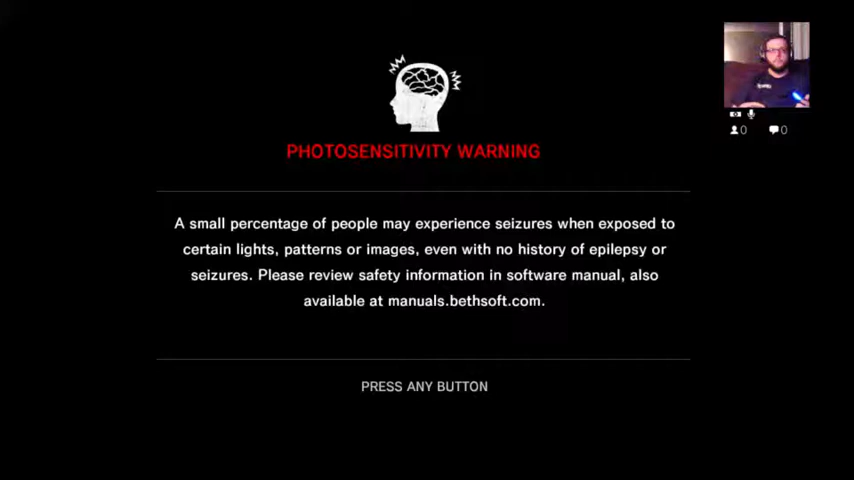 PHOTOSENSITIVITY WARNING
0 0
A small percentage of people may experience seizures when exposed to
certain lights, patterns or images, even with no history of epilepsy or
seizures. Please review safety information in software manual, also
available at manuals.bethsoft.com.
PRESS ANY BUTTON